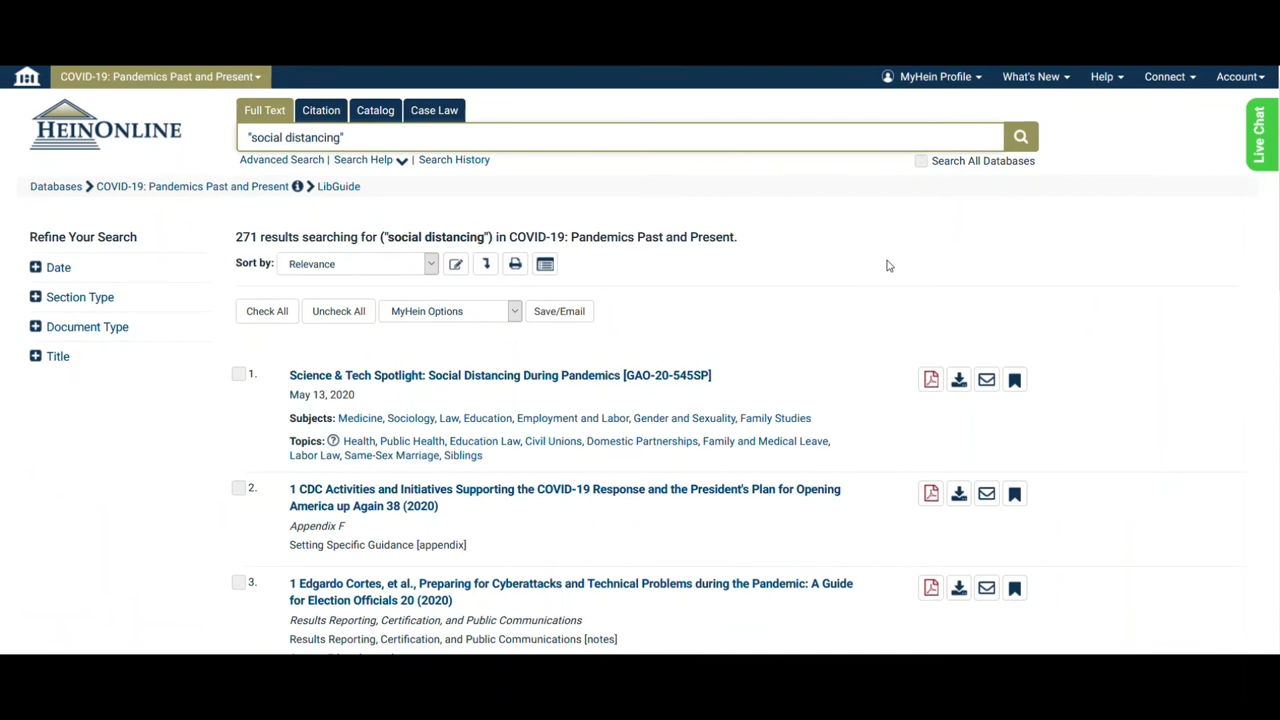 COVID-19: Pandemics Past and Present
MyHein Profile
What's New
Help
Connect
Account
HEINONLINE
Full Text
Citation
Catalog
Case Law
"social distancing"
Advanced Search | Search Help | Search History
Search All Databases
Live Chat
Databases COVID-19: Pandemics Past and Present LibGuide
Refine Your Search
Date
Section Type
Document Type
Title
271 results searching for ("social distancing") in COVID-19: Pandemics Past and Present.
Sort by: Relevance
Check All
Uncheck All
MyHein Options
Save/Email
1. Science & Tech Spotlight: Social Distancing During Pandemics [GAO-20-545SP]
May 13, 2020
Subjects: Medicine, Sociology, Law, Education, Employment and Labor, Gender and Sexuality, Family Studies
Topics: Health, Public Health, Education Law, Civil Unions, Domestic Partnerships, Family and Medical Leave,
Labor Law, Same-Sex Marriage, Siblings
2. 1 CDC Activities and Initiatives Supporting the COVID-19 Response and the President's Plan for Opening
America up Again 38 (2020)
Appendix F
Setting Specific Guidance [appendix]
3. 1 Edgardo Cortes, et al., Preparing for Cyberattacks and Technical Problems during the Pandemic: A Guide
for Election Officials 20 (2020)
Results Reporting, Certification, and Public Communications
Results Reporting, Certification, and Public Communications [notes]